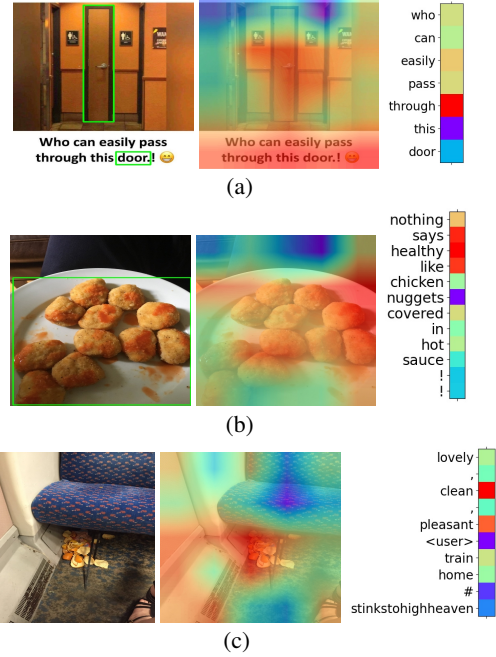 Who can easily pass
through this door.! 😄
Who can easily pass
through this door.!
who
can
easily
pass
through
this
door
(a)
nothing
says
healthy
like
chicken
nuggets
covered
in
hot
sauce
!
!
(b)
lovely
,
clean
,
pleasant
<user>
train
home
#
stinkstohighheaven
(c)